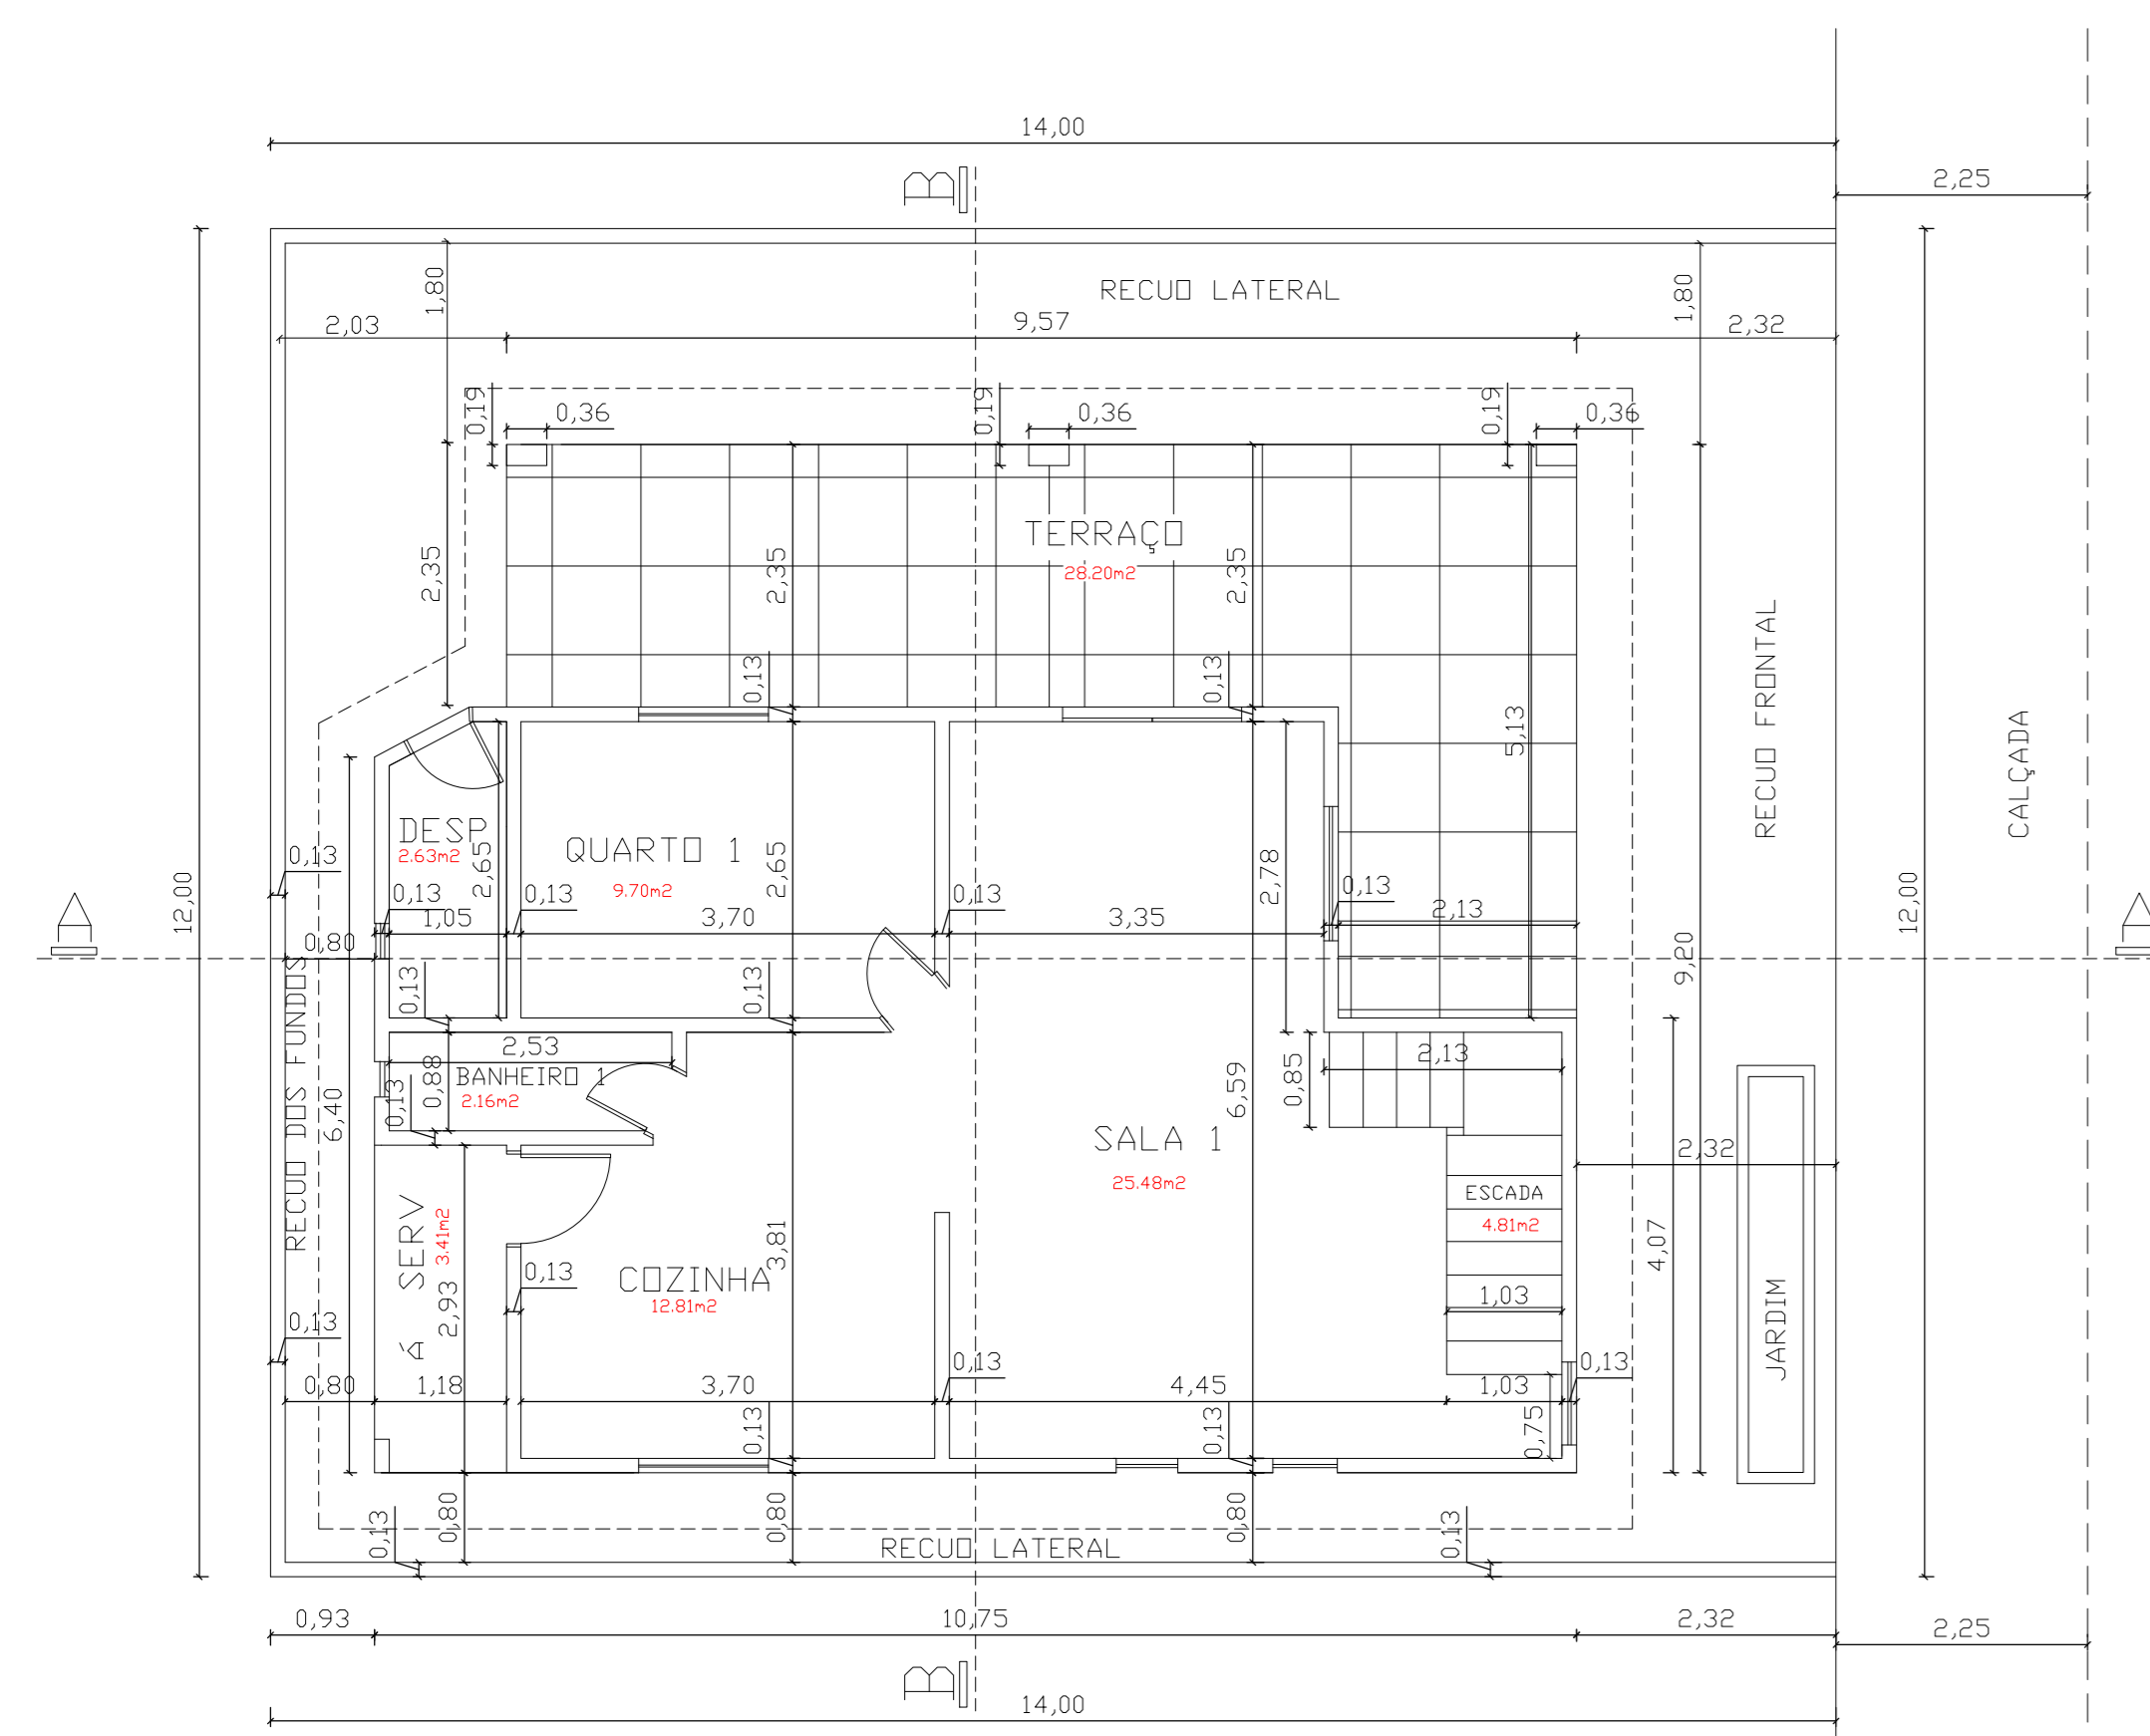 14,00
B
2,25
1,80
RECUO LATERAL
1,80
2,03
9,57
2,32
0,19
0,36
0,19
0,36
0,19
0,36
TERRAÇO
28.20m2
2,35
2,35
2,35
0,13
0,13
5,13
RECUO FRONTAL
CALÇADA
DESP
2.63m2
2,65
QUARTO 1
9.70m2
2,65
2,78
0,13
12,00
0,13
1,05
0,13
3,70
0,13
3,35
0,13
2,13
12,00
A
A
0,80
0,13
0,13
9,20
RECUO DOS FUNDOS
2,53
BANHEIRO 1
2.16m2
0,88
0,13
6,40
6,59
0,85
2,13
SALA 1
25.48m2
2,32
ESCADA
4.81m2
Á SERV
3.41m2
2,93
3,81
0,13
COZINHA
12.81m2
4,07
1,03
JARDIM
0,13
0,80
1,18
3,70
0,13
4,45
1,03
0,13
0,13
0,13
0,75
0,13
0,80
0,80
0,80
0,13
RECUO LATERAL
0,93
10,75
2,32
2,25
B
14,00